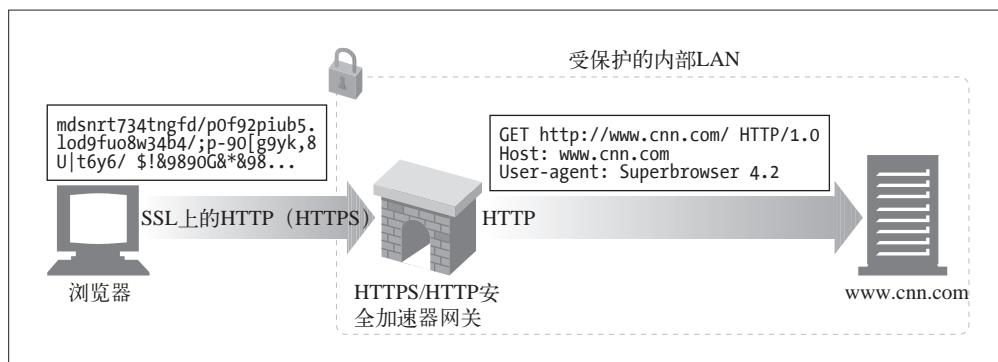 受保护的内部LAN
mdsnrt734tngfd/p0f92piub5.
lod9fuo8w34b4/;p-90[g9yk,8
U|t6y6/ $!&9890G&*&98...
GET http://www.cnn.com/ HTTP/1.0
Host: www.cnn.com
User-agent: Superbrowser 4.2
SSL上的HTTP（HTTPS）
HTTP
浏览器
HTTPS/HTTP安
全加速器网关
www.cnn.com